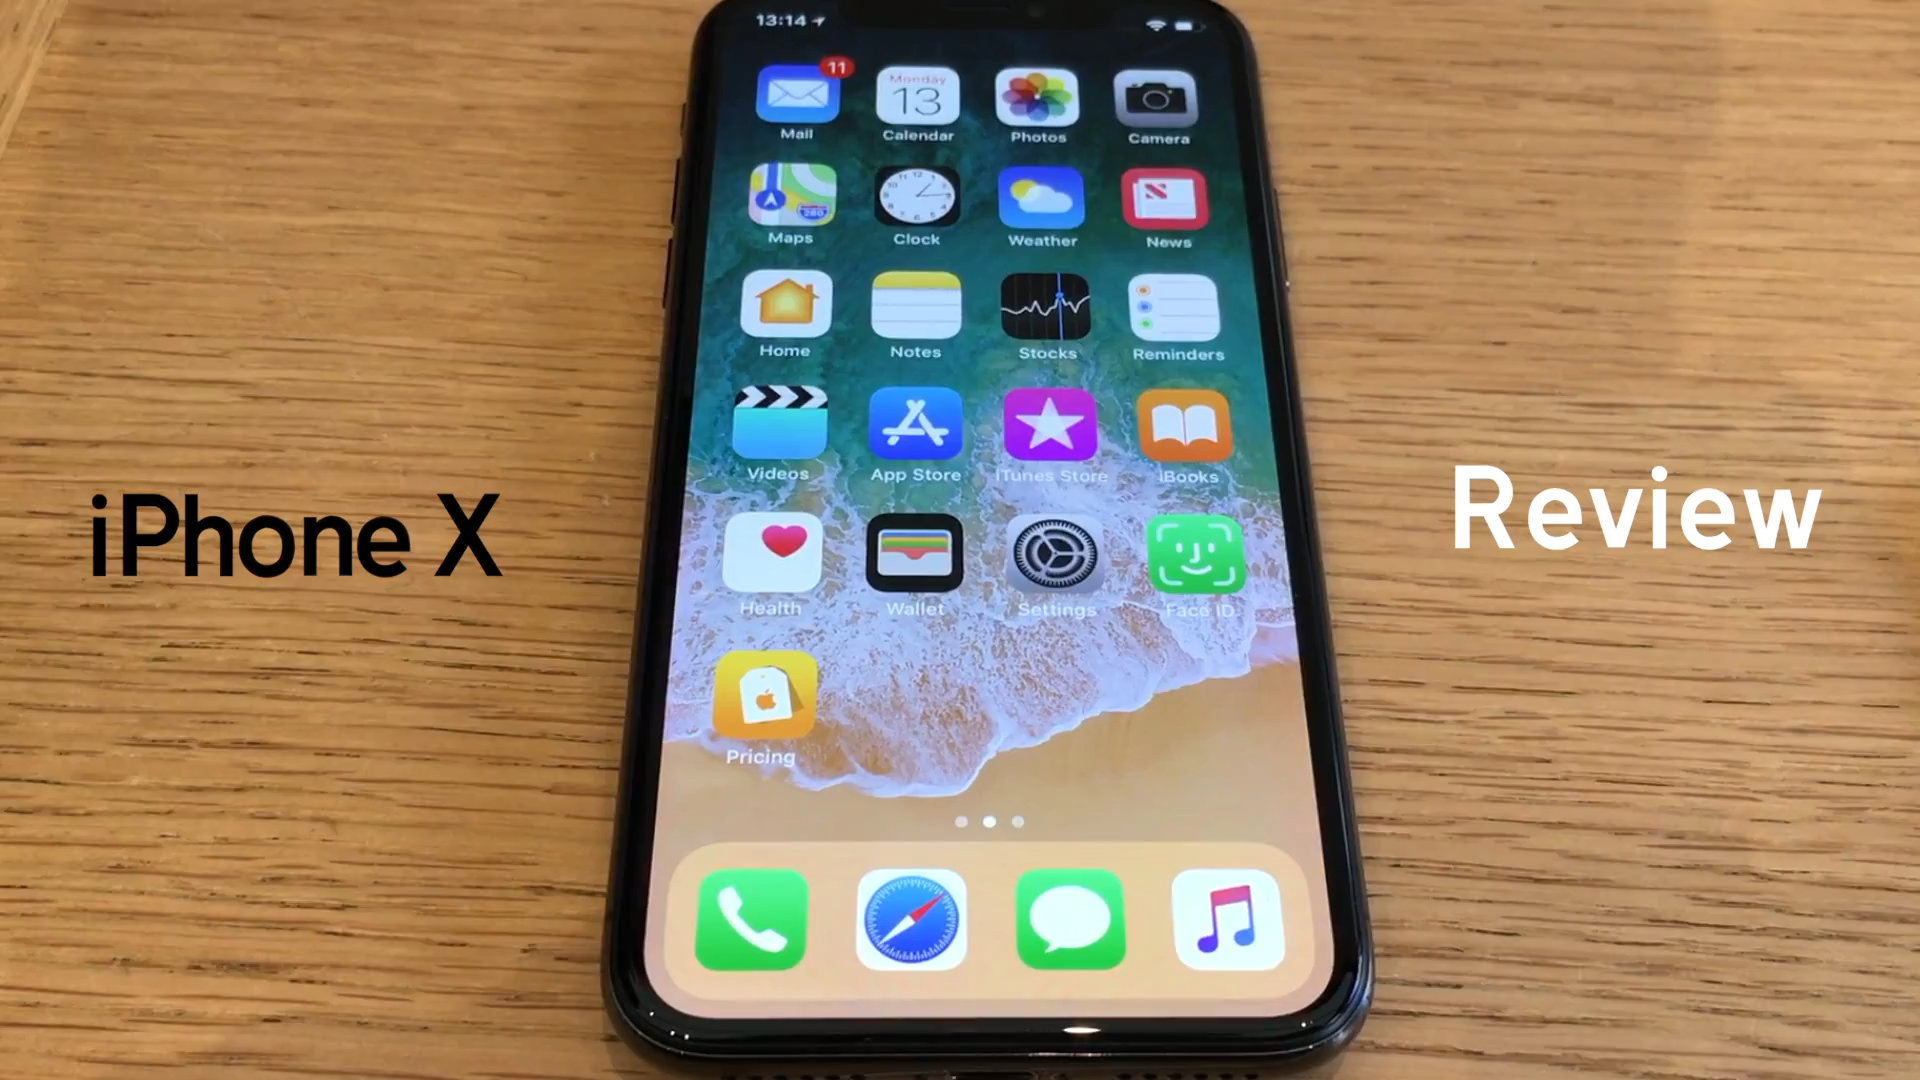 13:14
11
Monday
13
Mail
Calendar
Photos
Camera
280
Maps
Clock
Weather
News
Home
Notes
Stocks
Reminders
Videos
App Store
iTunes Store
iBooks
Health
Wallet
Settings
Face ID
Pricing
iPhone X
Review